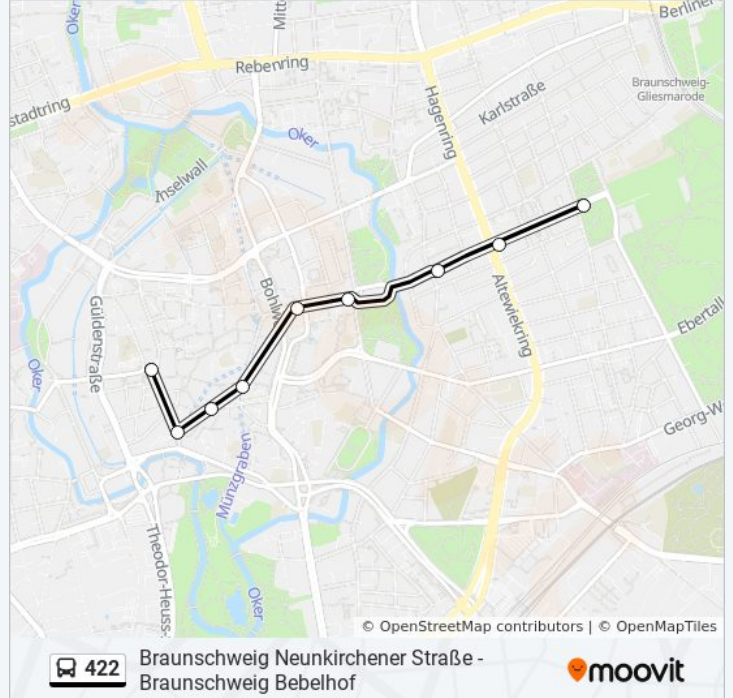 Berliner
Oker
Mitt
Rebenring
Braunschweig-
Gliesmarode
stadtring
Hagenring
Karlstraße
Oker
Inselwall
Bohlw
Güldenstraße
Altewiekring
Ebertall
Oker
Georg-W
Münzgraben
Theodor-Heuss-
Oker
© OpenStreetMap contributors | © OpenMapTiles
422
Braunschweig Neunkirchener Straße -
Braunschweig Bebelhof
moovit